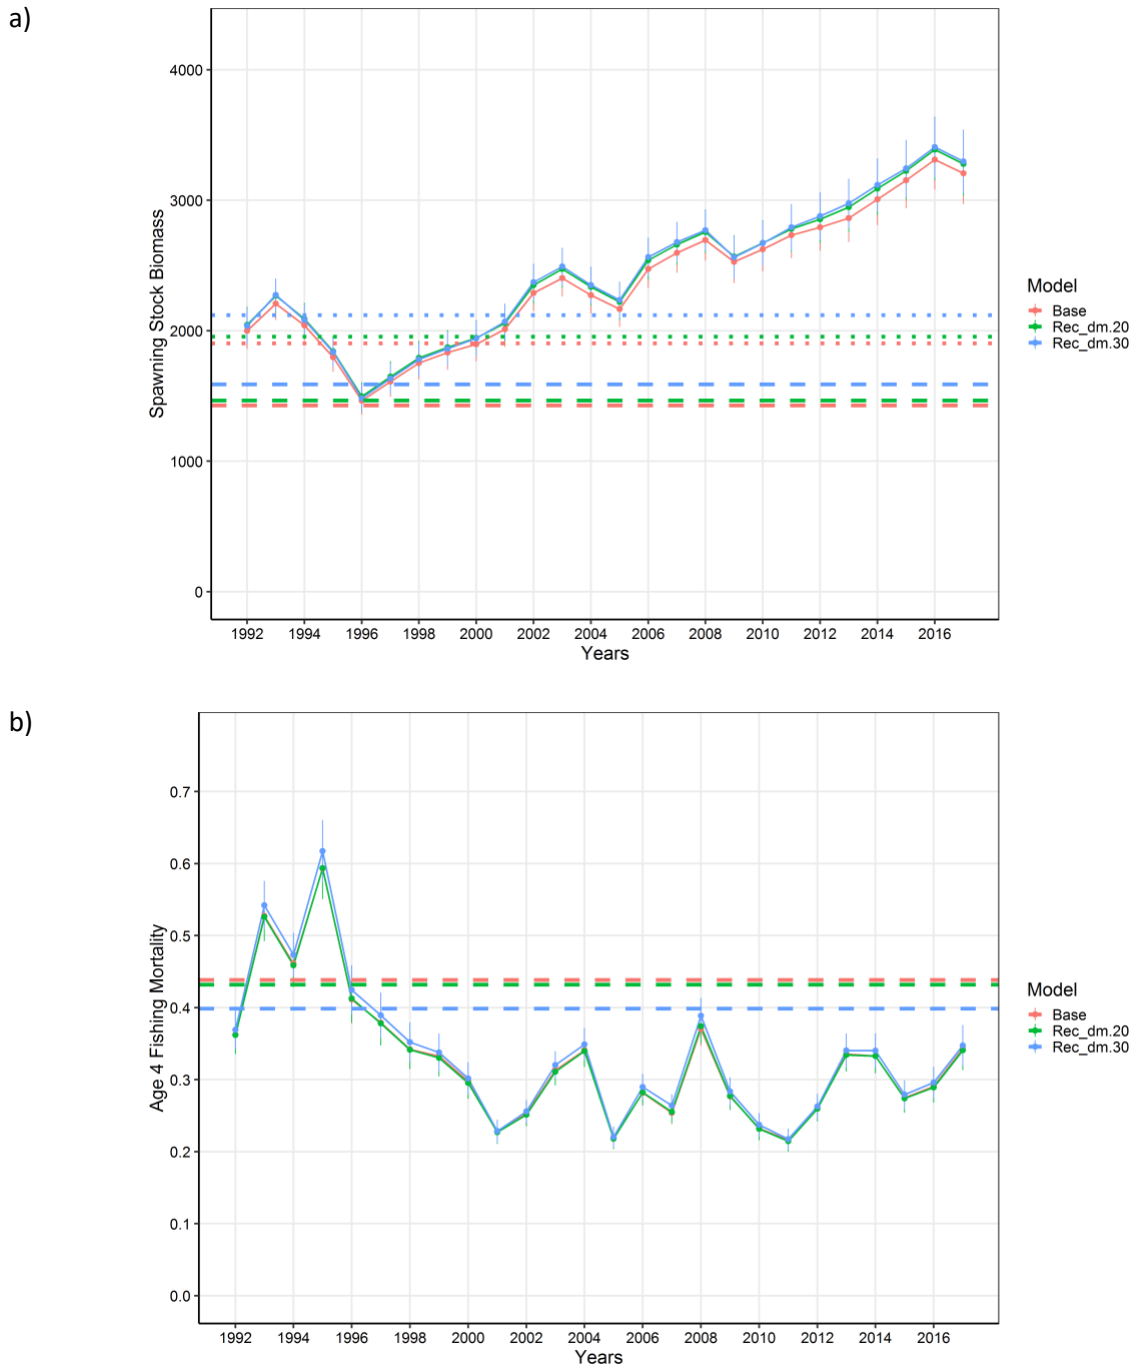 a)
Spawning Stock Biomass
4000
3000
2000
1000
0
1992 1994 1996 1998 2000 2002 2004 2006 2008 2010 2012 2014 2016
Years
Model
Base
Rec_dm.20
Rec_dm.30
b)
Age 4 Fishing Mortality
0.7
0.6
0.5
0.4
0.3
0.2
0.1
0.0
1992 1994 1996 1998 2000 2002 2004 2006 2008 2010 2012 2014 2016
Years
Model
Base
Rec_dm.20
Rec_dm.30